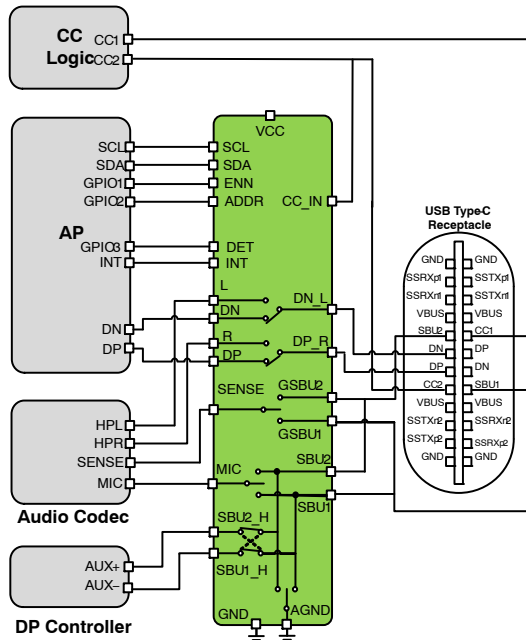 CC
Logic
CC1
CC2
VCC
AP
SCL
SDA
GPIO1
GPIO2
GPIO3
INT
DN
DP
SCL
SDA
ENN
ADDR
CC_IN
DET
INT
L
DN
R
DP
DN_L
DP_R
SENSE
GSBU2
GSBU1
MIC
SBU2
SBU1
SBU2_H
SBU1_H
GND
AGND
HPL
HPR
SENSE
MIC
Audio Codec
AUX+
AUX−
DP Controller
USB Type-C
Receptacle
GND GND
SSRXp1 SSTXp1
SSRXn1 SSTXn1
VBUS VBUS
SBU2 CC1
DN DP
DP DN
CC2 SBU1
VBUS VBUS
SSTXn2 SSRXn2
SSTXp2 SSRXp2
GND GND